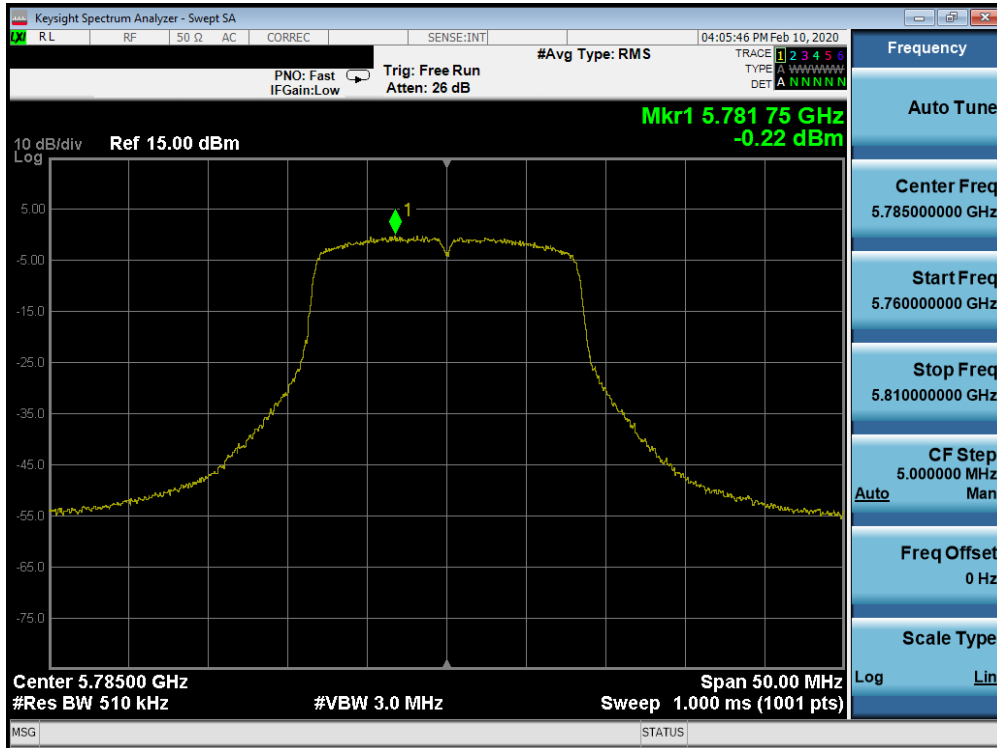 Keysight Spectrum Analyzer - Swept SA
LXI RL RF 50 Ω AC CORREC SENSE:INT 04:05:46 PM Feb 10, 2020
#Avg Type: RMS TRACE 1 2 3 4 5 6
PNO: Fast Trig: Free Run TYPE A WWWWW
IFGain:Low Atten: 26 dB DET A N N N N N
Mkr1 5.781 75 GHz
-0.22 dBm
10 dB/div Ref 15.00 dBm
Log
1
5.00
-5.00
-15.0
-25.0
-35.0
-45.0
-55.0
-65.0
-75.0
Center 5.78500 GHz Span 50.00 MHz
#Res BW 510 kHz #VBW 3.0 MHz Sweep 1.000 ms (1001 pts)
MSG STATUS
Frequency
Auto Tune
Center Freq
5.785000000 GHz
Start Freq
5.760000000 GHz
Stop Freq
5.810000000 GHz
CF Step
5.000000 MHz
Auto Man
Freq Offset
0 Hz
Scale Type
Log Lin